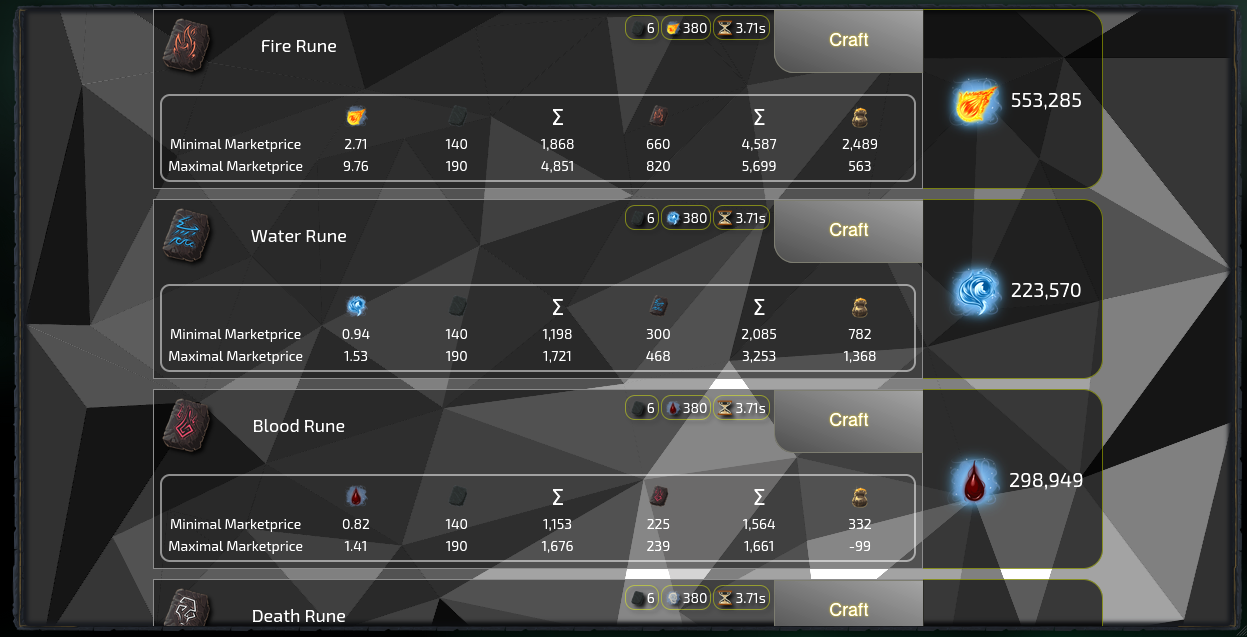 6 380 3.71s
Fire Rune Craft
553,285
Σ Σ
Minimal Marketprice 2.71 140 1,868 660 4,587 2,489
Maximal Marketprice 9.76 190 4,851 820 5,699 563
6 380 3.71s
Water Rune Craft
223,570
Σ Σ
Minimal Marketprice 0.94 140 1,198 300 2,085 782
Maximal Marketprice 1.53 190 1,721 468 3,253 1,368
6 380 3.71s
Blood Rune Craft
298,949
Σ Σ
Minimal Marketprice 0.82 140 1,153 225 1,564 332
Maximal Marketprice 1.41 190 1,676 239 1,661 -99
6 380 3.71s
Death Rune Craft